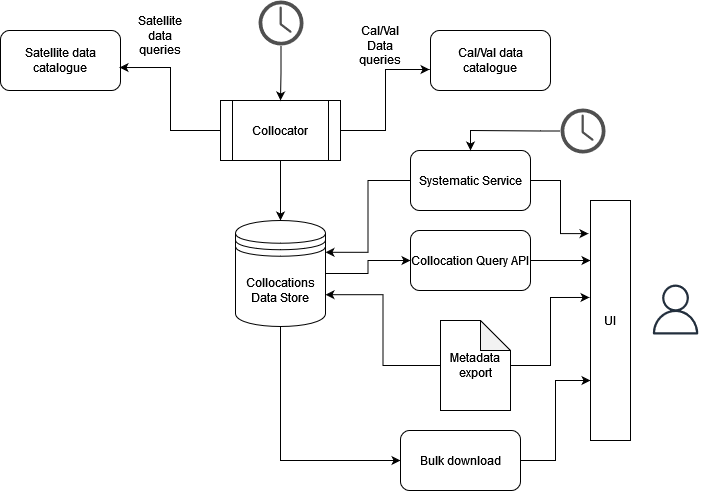 Satellite
data
queries
Cal/Val
Data
queries
Satellite data
catalogue
Cal/Val data
catalogue
Collocator
Systematic Service
Collocation Query API
Collocations
Data Store
UI
Metadata
export
Bulk download